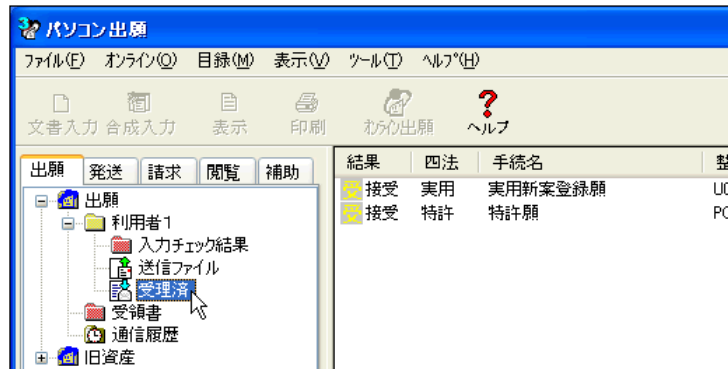 パソコン出願
ファイル(F) オンライン(O) 目録(M) 表示(V) ツール(T) ヘルプ(H)
文書入力 合成入力 表示 印刷 オンライン出願 ヘルプ
出願 発送 請求 閲覧 補助
結果 四法 手続名
接受 実用 実用新案登録願
接受 特許 特許願
出願
利用者1
入力チェック結果
送信ファイル
受理済
受領書
通信履歴
旧資産